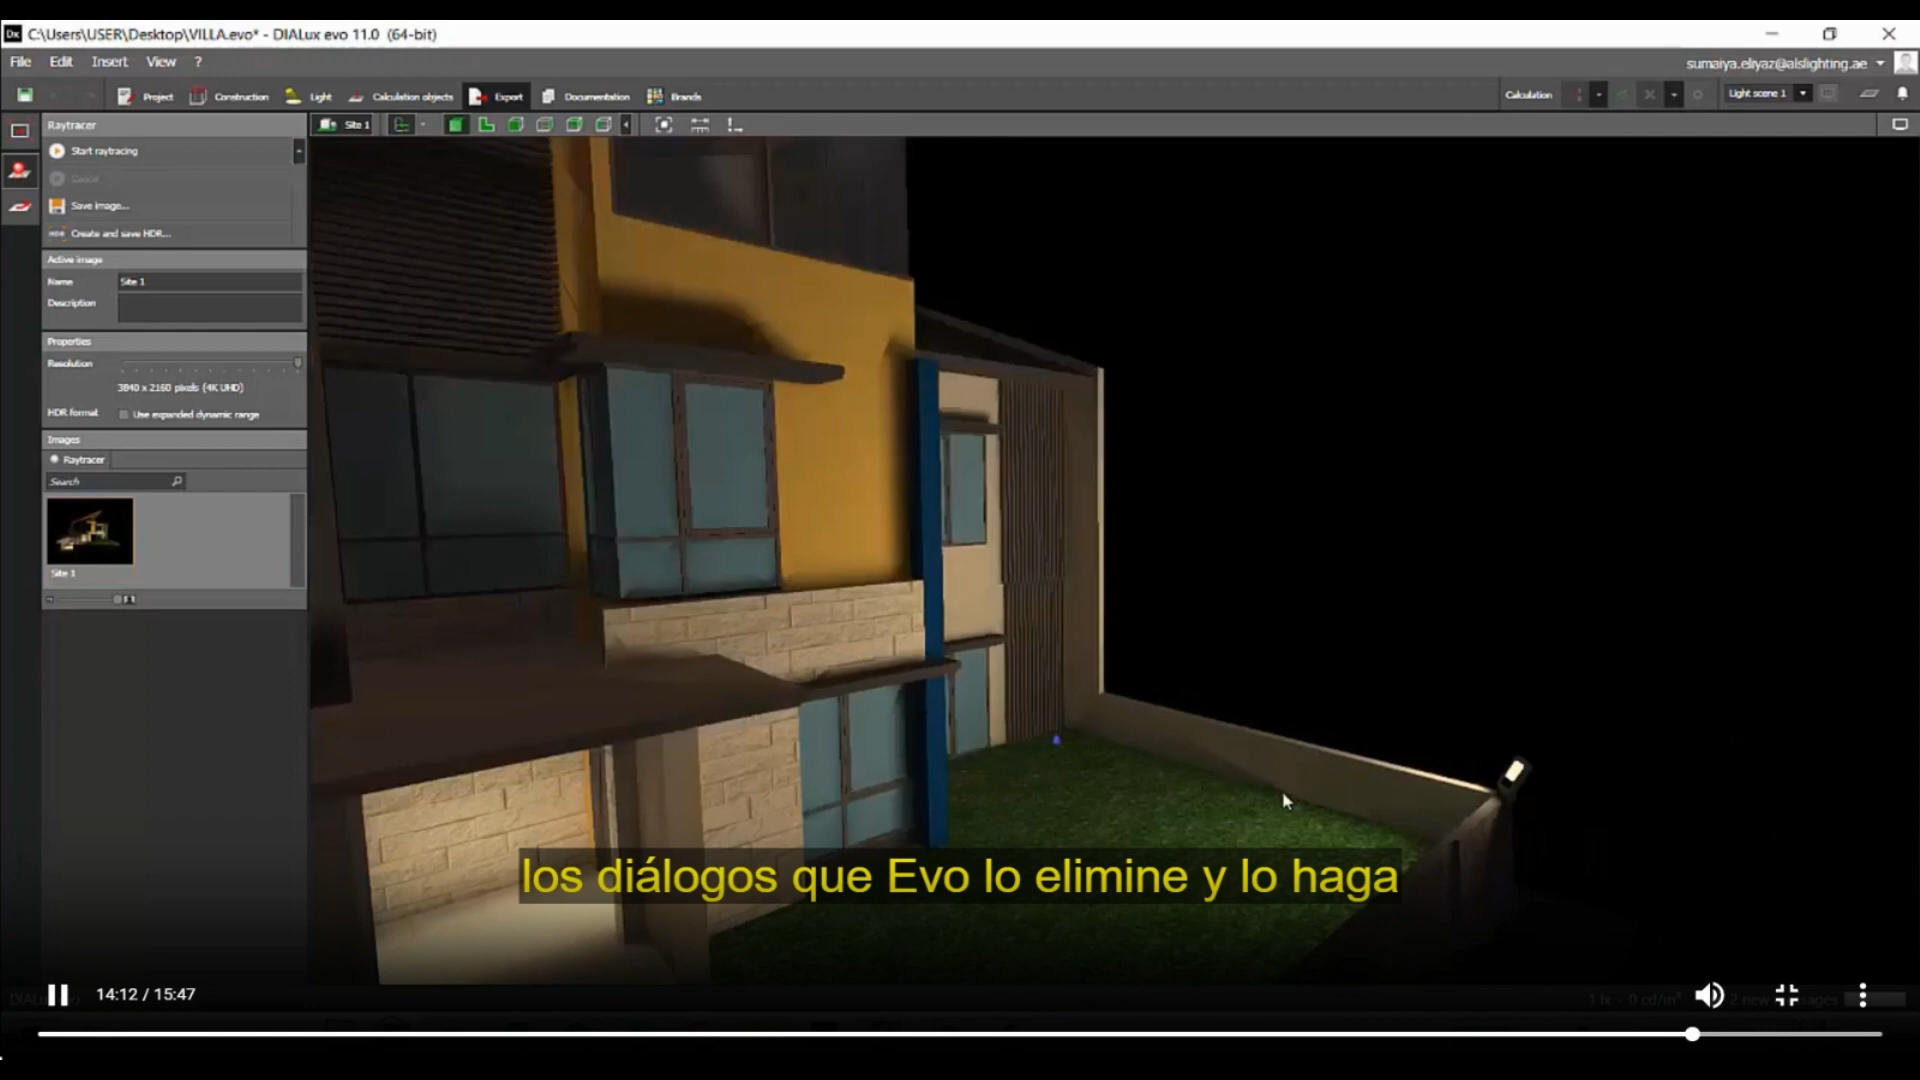 C:\Users\USER\Desktop\VILLA.evo* - DIALux evo 11.0 (64-bit)
File Edit Insert View ?
sumaiya.eliyaz@alslighting.ae
Project Construction Light Calculation objects Export Documentation Brands
Calculation Light scene 1
Raytracer
Site 1
Start raytracing
Cancel
Save image...
HDR Create and save HDR...
Active image
Name Site 1
Description
Properties
Resolution
3840 x 2160 pixels (4K UHD)
HDR format Use expanded dynamic range
Images
Raytracer
Search
Site 1
los diálogos que Evo lo elimine y lo haga
14:12 / 15:47